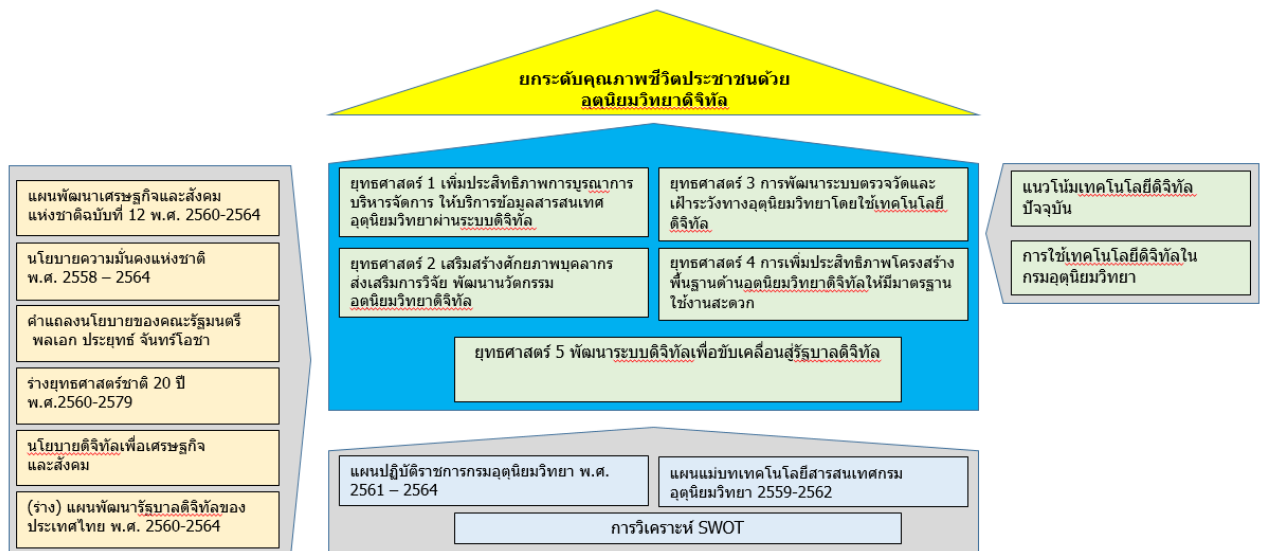 ยกระดับคุณภาพชีวิตประชาชนด้วย
อุตุนิยมวิทยาดิจิทัล
แผนพัฒนาเศรษฐกิจและสังคม
แห่งชาติฉบับที่ 12 พ.ศ. 2560-2564
นโยบายความมั่นคงแห่งชาติ
พ.ศ. 2558 – 2564
คำแถลงนโยบายของคณะรัฐมนตรี
พลเอก ประยุทธ์ จันทร์โอชา
ร่างยุทธศาสตร์ชาติ 20 ปี
พ.ศ.2560-2579
นโยบายดิจิทัลเพื่อเศรษฐกิจ
และสังคม
(ร่าง) แผนพัฒนารัฐบาลดิจิทัลของ
ประเทศไทย พ.ศ. 2560-2564
ยุทธศาสตร์ 1 เพิ่มประสิทธิภาพการบูรณาการ
บริหารจัดการ ให้บริการข้อมูลสารสนเทศ
อุตุนิยมวิทยาผ่านระบบดิจิทัล
ยุทธศาสตร์ 2 เสริมสร้างศักยภาพบุคลากร
ส่งเสริมการวิจัย พัฒนานวัตกรรม
อุตุนิยมวิทยาดิจิทัล
ยุทธศาสตร์ 3 การพัฒนาระบบตรวจวัดและ
เฝ้าระวังทางอุตุนิยมวิทยาโดยใช้เทคโนโลยี
ดิจิทัล
ยุทธศาสตร์ 4 การเพิ่มประสิทธิภาพโครงสร้าง
พื้นฐานด้านอุตุนิยมวิทยาดิจิทัลให้มีมาตรฐาน
ใช้งานสะดวก
ยุทธศาสตร์ 5 พัฒนาระบบดิจิทัลเพื่อขับเคลื่อนสู่รัฐบาลดิจิทัล
แผนปฏิบัติราชการกรมอุตุนิยมวิทยา พ.ศ.
2561 – 2564
แผนแม่บทเทคโนโลยีสารสนเทศกรม
อุตุนิยมวิทยา 2559-2562
การวิเคราะห์ SWOT
แนวโน้มเทคโนโลยีดิจิทัล
ปัจจุบัน
การใช้เทคโนโลยีดิจิทัลใน
กรมอุตุนิยมวิทยา